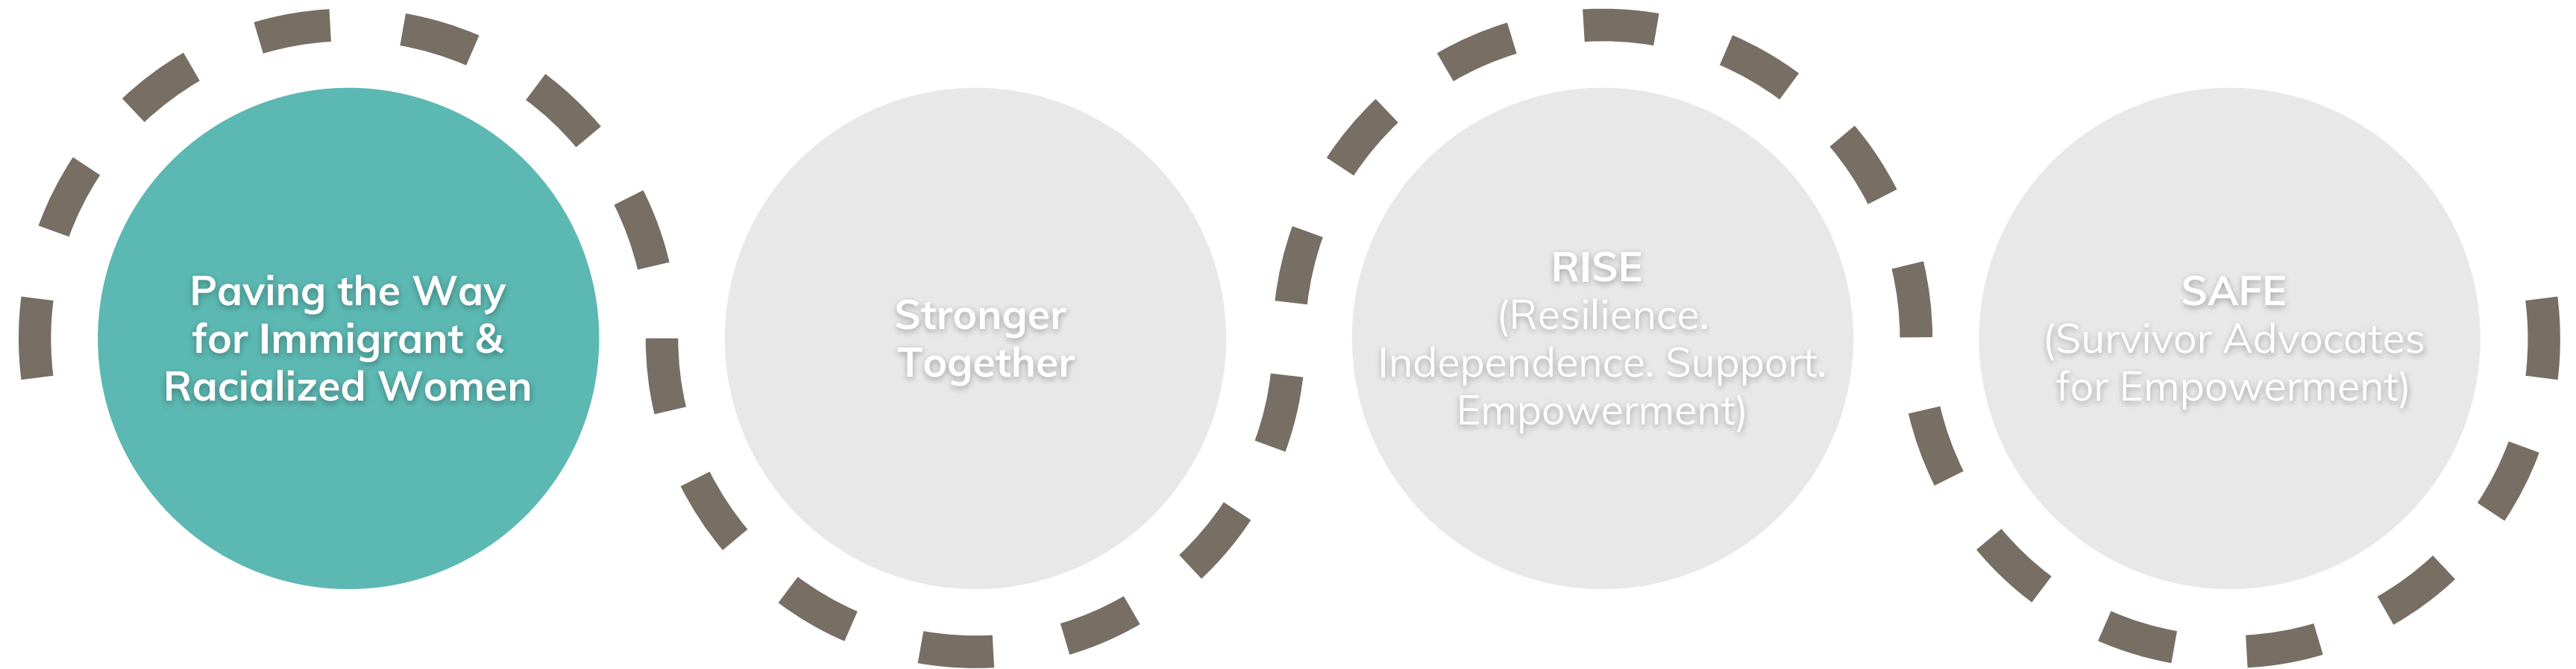 Paving the Way
for Immigrant &
Racialized Women
Stronger
Together
RISE
(Resilience.
Independence. Support.
Empowerment)
SAFE
(Survivor Advocates
for Empowerment)